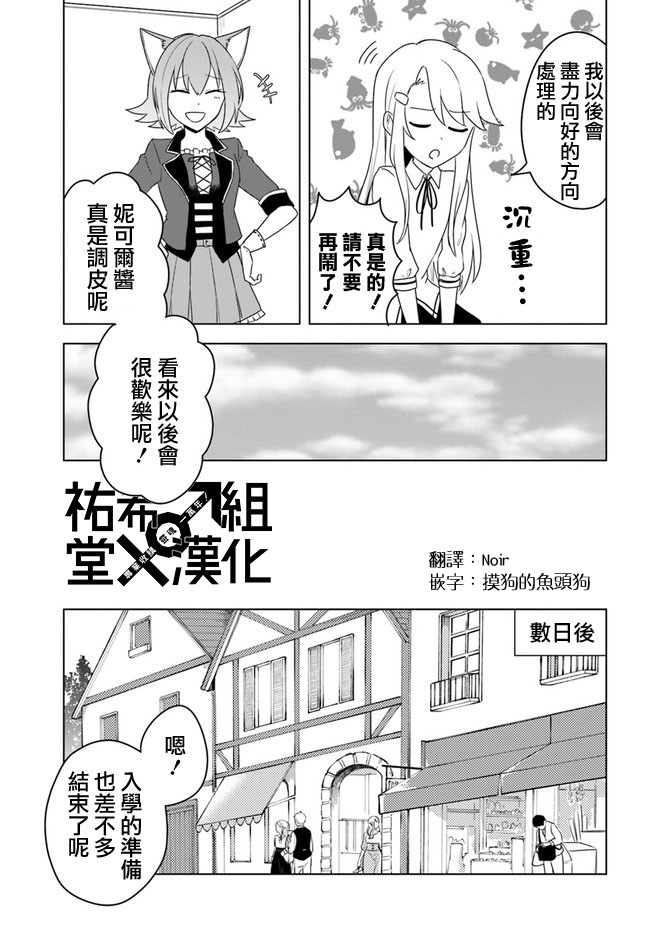 我以後會
盡力向好的方向
處理的
沉重…
真是的！
請不要
再鬧了！
妮可爾醬
真是調皮呢
看來以後會
很歡樂呢！
祐希
堂
組
漢化
靈魂
翻譯：Noir
嵌字：摸狗的魚頭狗
數日後
嗯！
入學的準備
也差不多
結束了呢